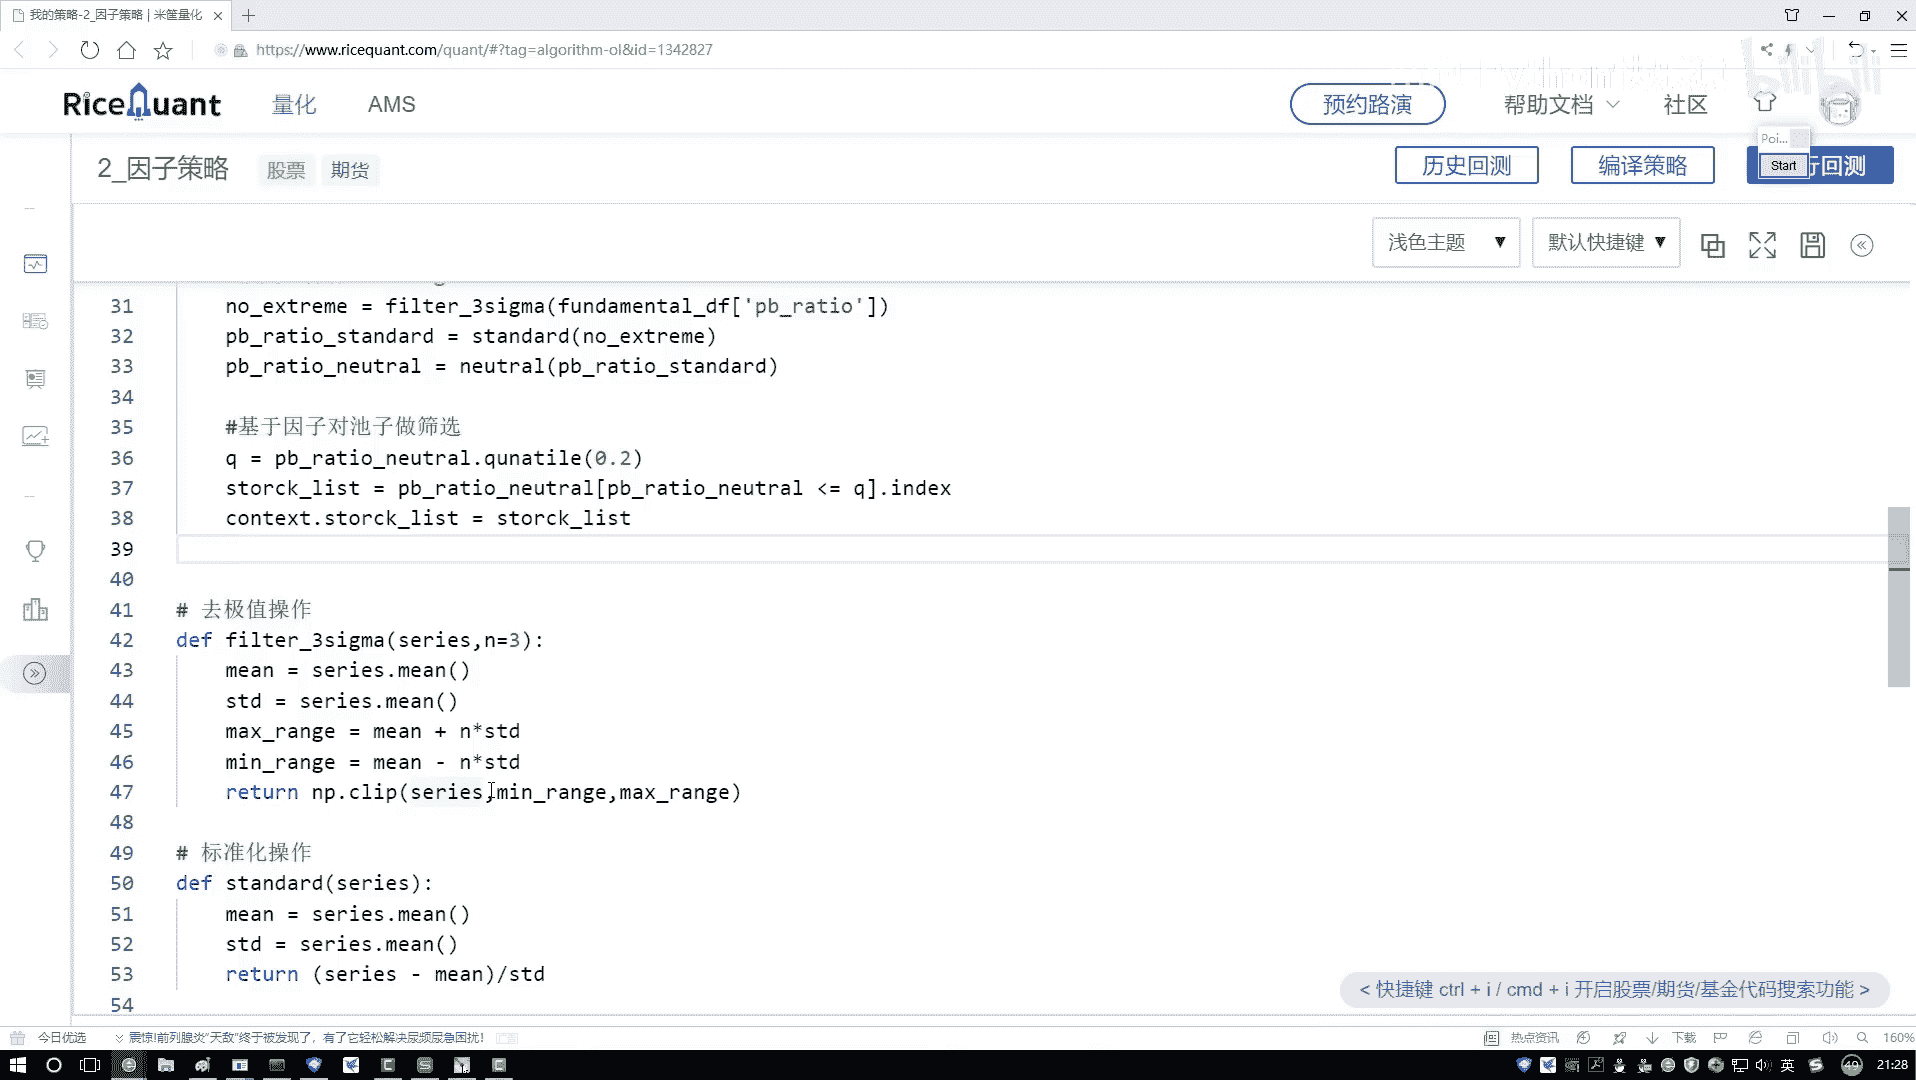 我的策略-2_因子策略 | 米筐量化
https://www.ricequant.com/quant/#?tag=algorithm-ol&id=1342827
RiceQuant 量化 AMS 预约路演 帮助文档 社区
Poi...
2_因子策略 股票 期货 历史回测 编译策略 Start 行回测
浅色主题 ▼ 默认快捷键 ▼
31 no_extreme = filter_3sigma(fundamental_df['pb_ratio'])
32 pb_ratio_standard = standard(no_extreme)
33 pb_ratio_neutral = neutral(pb_ratio_standard)
34
35 #基于因子对池子做筛选
36 q = pb_ratio_neutral.qunatile(0.2)
37 storck_list = pb_ratio_neutral[pb_ratio_neutral <= q].index
38 context.storck_list = storck_list
39
40
41 # 去极值操作
42 def filter_3sigma(series,n=3):
43 mean = series.mean()
44 std = series.mean()
45 max_range = mean + n*std
46 min_range = mean - n*std
47 return np.clip(series,min_range,max_range)
48
49 # 标准化操作
50 def standard(series):
51 mean = series.mean()
52 std = series.mean()
53 return (series - mean)/std
54
< 快捷键 ctrl + i / cmd + i 开启股票/期货/基金代码搜索功能 >
今日优选 震惊!前列腺炎“天敌”终于被发现了，有了它轻松解决尿频尿急困扰! 热点资讯 下载 160%
英 49 21:28